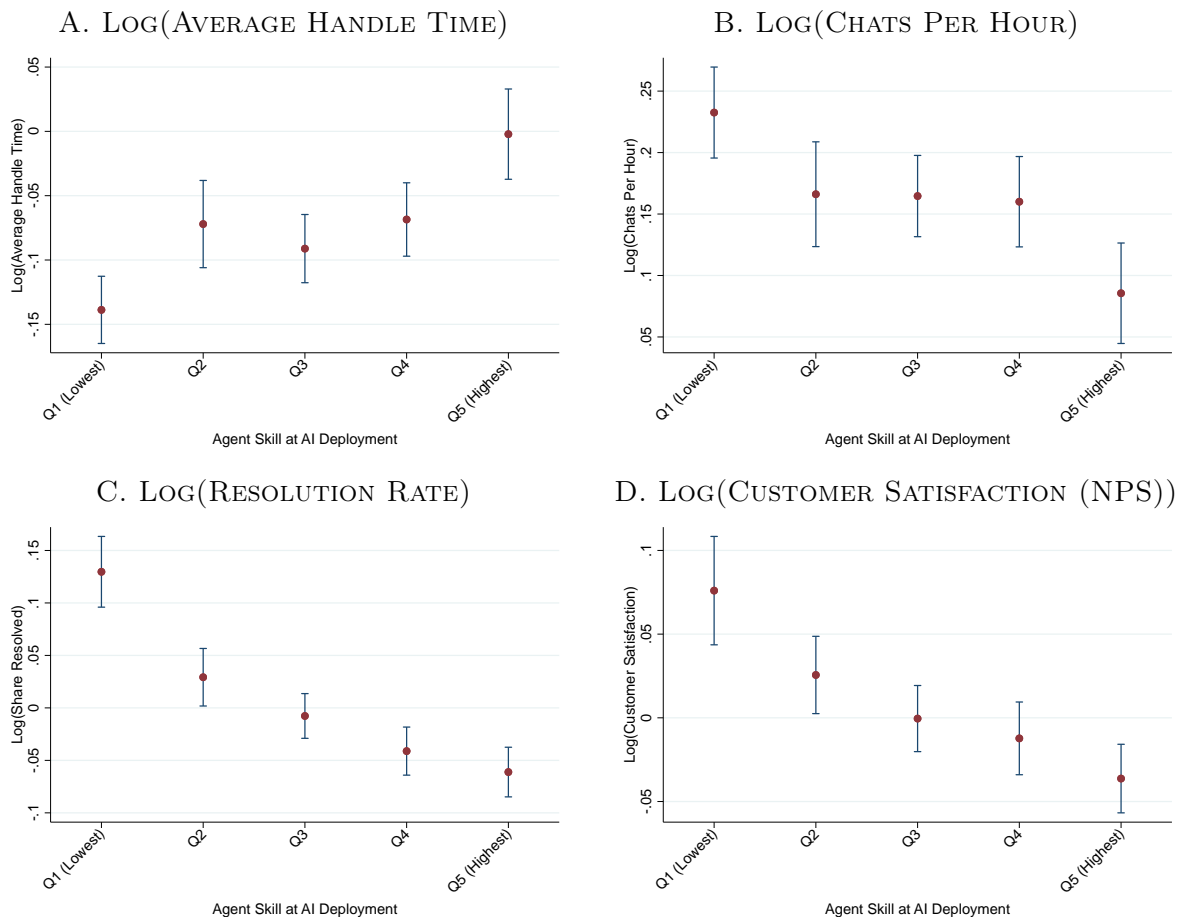 A. Log(Average Handle Time)
.05
0
-.05
-.1
-.15
Log(Average Handle Time)
Q1 (Lowest)
Q2
Q3
Q4
Q5 (Highest)
Agent Skill at AI Deployment
B. Log(Chats Per Hour)
.25
.2
.15
.1
.05
Log(Chats Per Hour)
Q1 (Lowest)
Q2
Q3
Q4
Q5 (Highest)
Agent Skill at AI Deployment
C. Log(Resolution Rate)
.15
.1
.05
0
-.05
-.1
Log(Share Resolved)
Q1 (Lowest)
Q2
Q3
Q4
Q5 (Highest)
Agent Skill at AI Deployment
D. Log(Customer Satisfaction (NPS))
.1
.05
0
-.05
Log(Customer Satisfaction)
Q1 (Lowest)
Q2
Q3
Q4
Q5 (Highest)
Agent Skill at AI Deployment